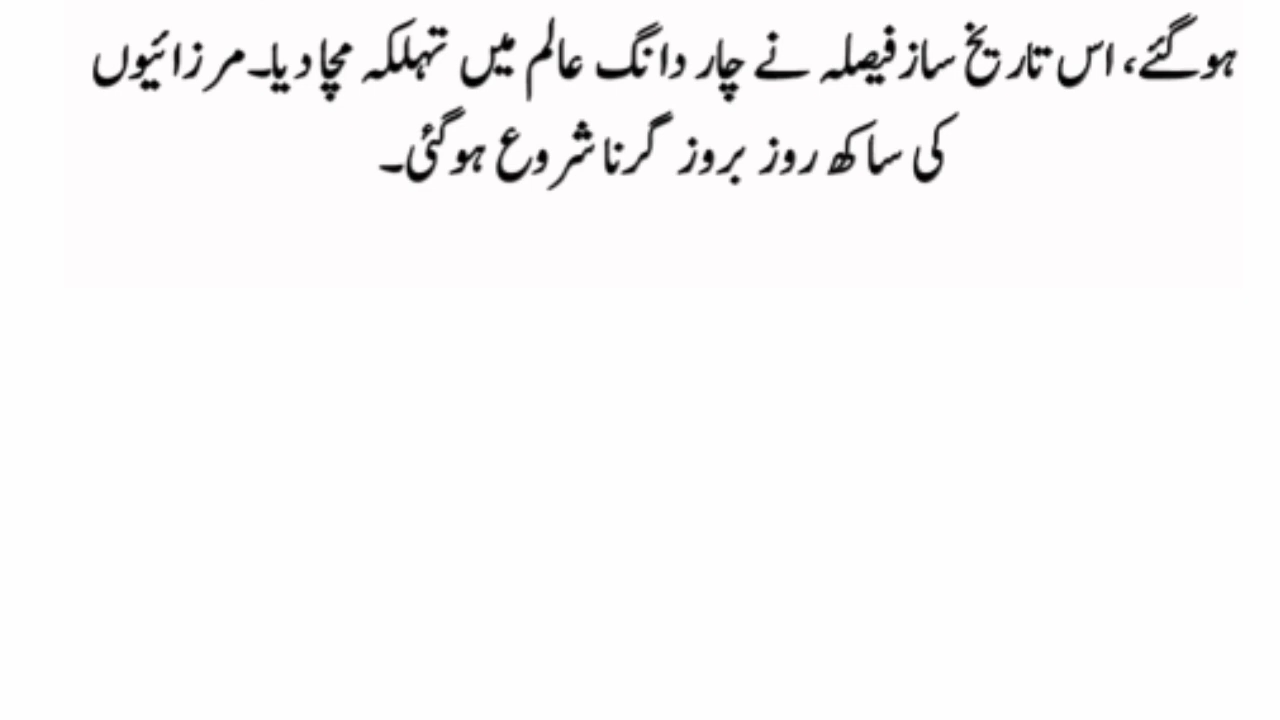 ہوگئے، اس تاریخ ساز فیصلہ نے چار دانگ عالم میں تہلکہ مچا دیا۔ مرزائیوں
کی ساکھ روز بروز گرنا شروع ہوگئی۔